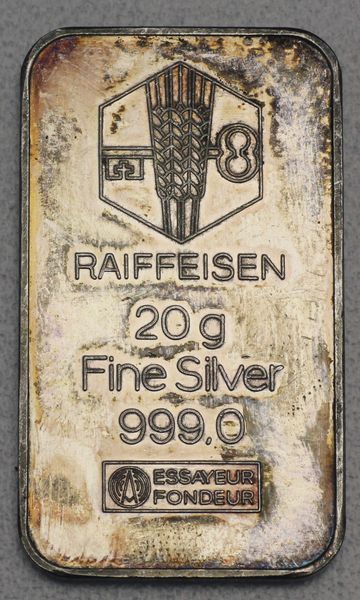 RAIFFEISEN
20 g
Fine Silver
999,0
ESSAYEUR
FONDEUR